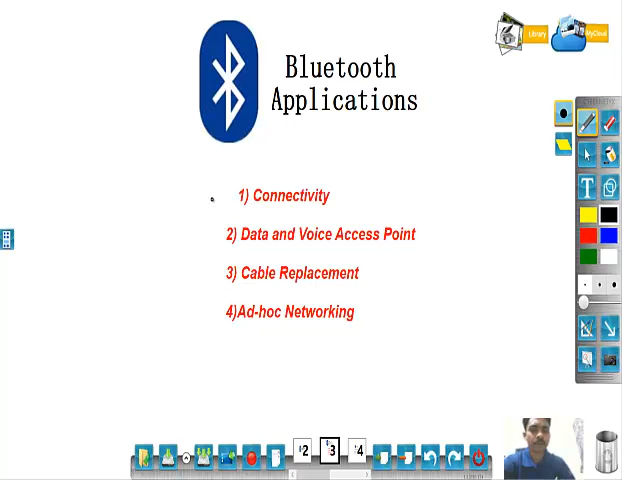 Library
MyCloud
Bluetooth
Applications
1) Connectivity
2) Data and Voice Access Point
3) Cable Replacement
4)Ad-hoc Networking
2
3
4